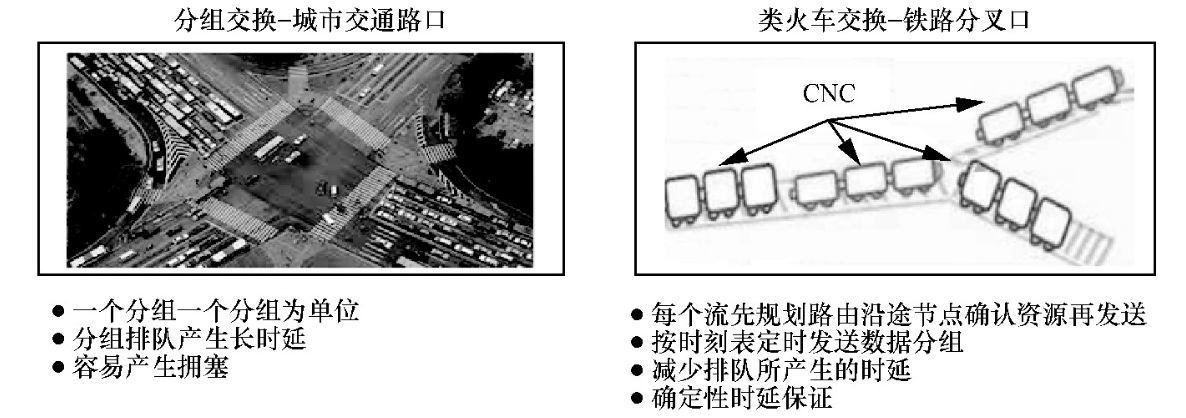 分组交换–城市交通路口
● 一个分组一个分组为单位
● 分组排队产生长时延
● 容易产生拥塞
类火车交换–铁路分叉口
CNC
● 每个流先规划路由沿途节点确认资源再发送
● 按时刻表定时发送数据分组
● 减少排队所产生的时延
● 确定性时延保证